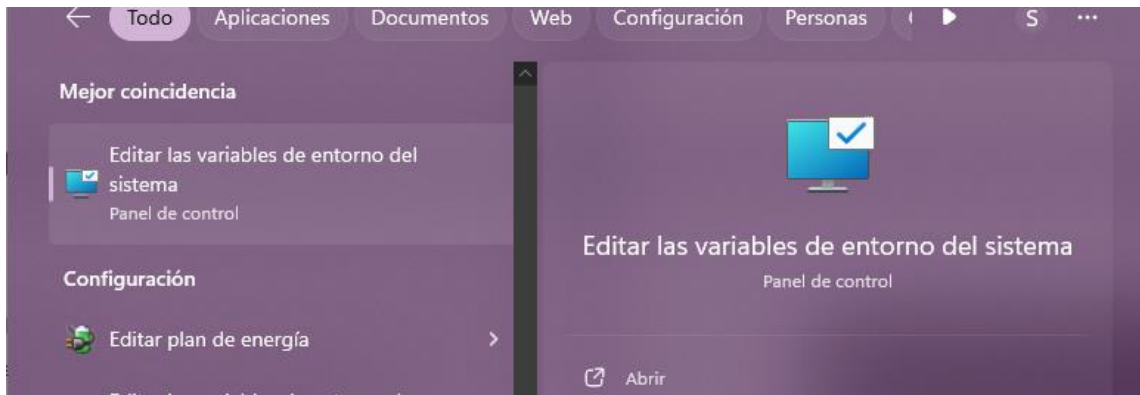 Todo Aplicaciones Documentos Web Configuración Personas S
Mejor coincidencia
Editar las variables de entorno del
sistema
Panel de control
Configuración
Editar plan de energía
Editar las variables de entorno del sistema
Panel de control
Abrir